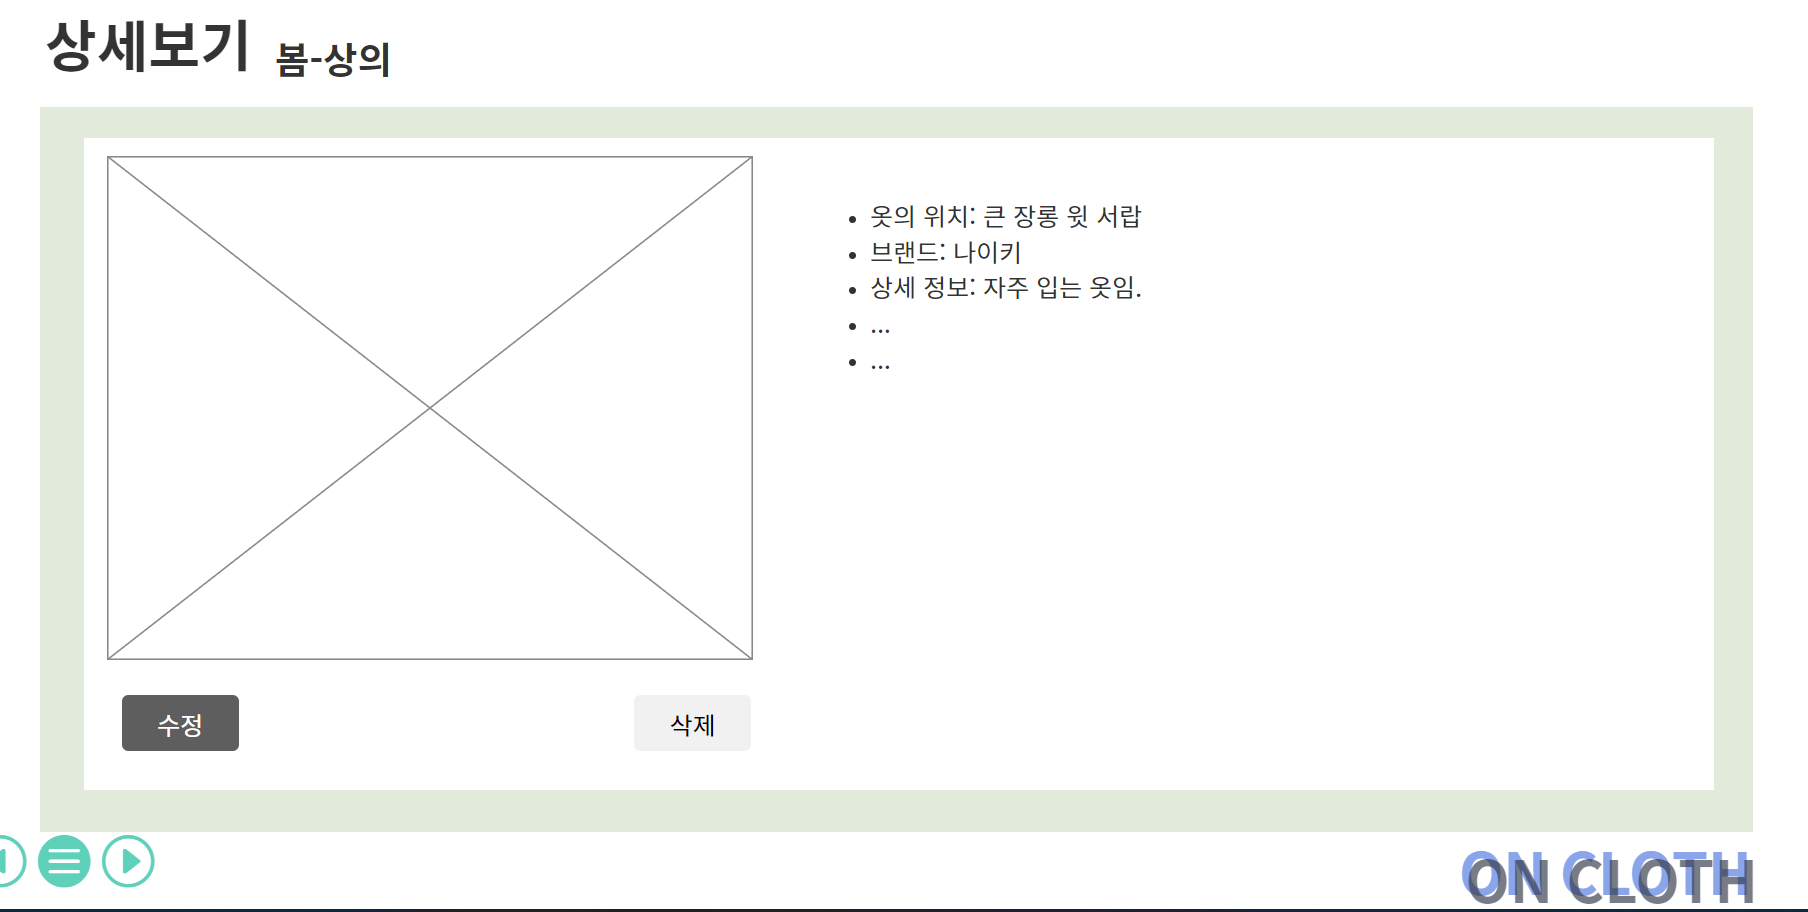 상세보기 봄-상의
• 옷의 위치: 큰 장롱 윗 서랍
• 브랜드: 나이키
• 상세 정보: 자주 입는 옷임.
• ...
• ...
수정 삭제
ON CLOTH